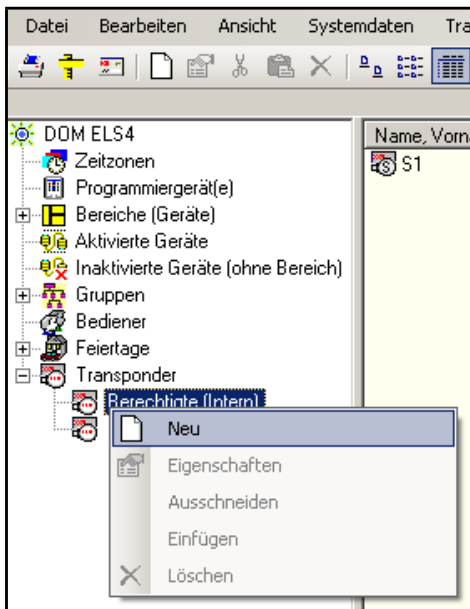 Datei Bearbeiten Ansicht Systemdaten
DOM ELS4
Zeitzonen
Programmiergerät(e)
Bereiche (Geräte)
Aktivierte Geräte
Inaktivierte Geräte (ohne Bereich)
Gruppen
Bediener
Feiertage
Transponder
Berechtigte (Intern)
Neu
Eigenschaften
Ausschneiden
Einfügen
Löschen
Name,
S1